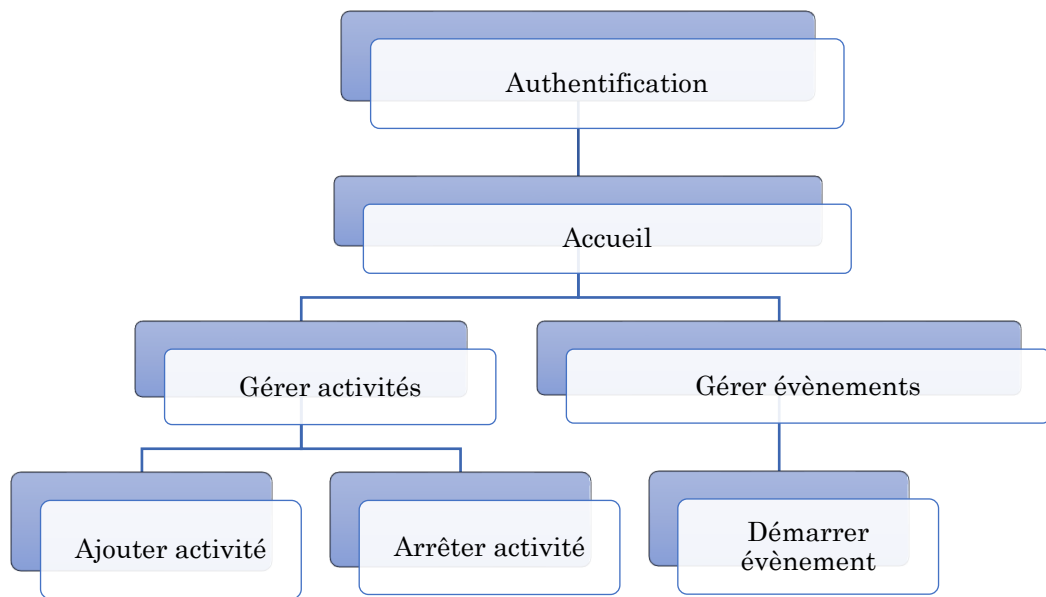 Authentification
Accueil
Gérer activités
Gérer évènements
Ajouter activité
Arrêter activité
Démarrer
évènement